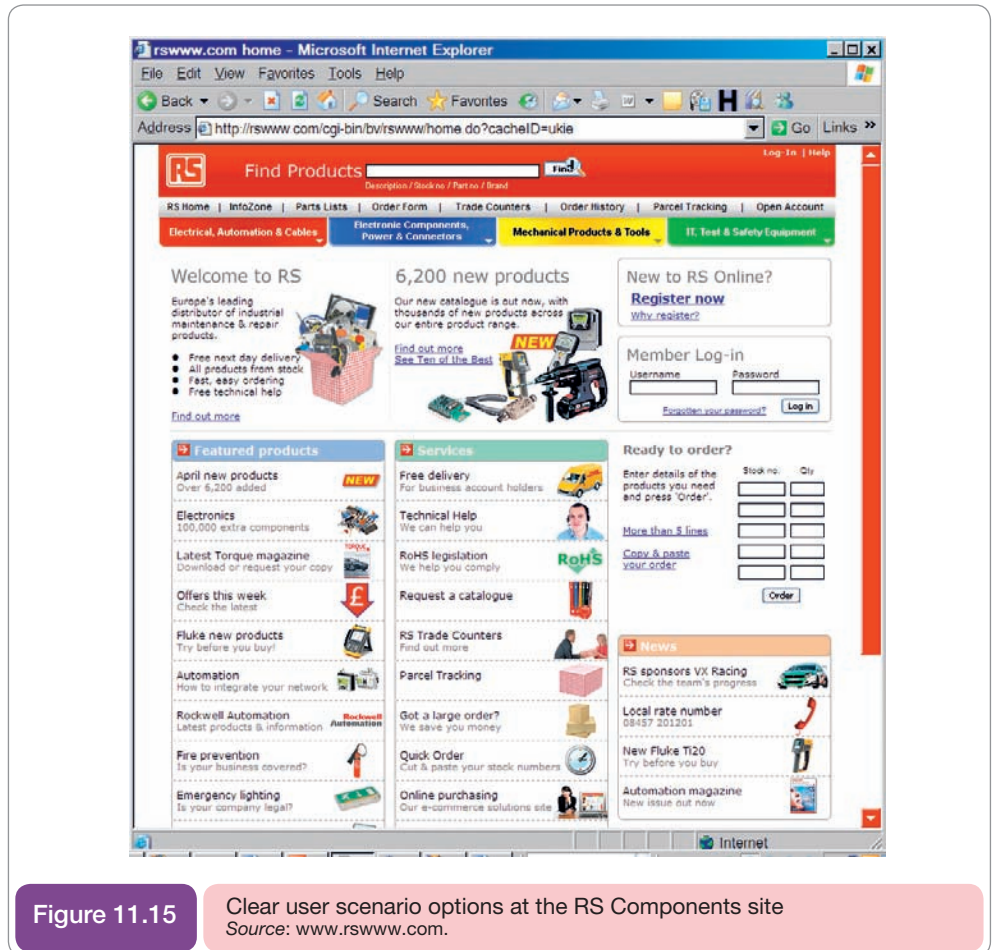 rswww.com home - Microsoft Internet Explorer
File Edit View Favorites Tools Help
Back Search Favorites H
Address http://rswww.com/cgi-bin/bv/rswww/home.do?cacheID=ukie Go Links »
Log-In | Help
RS Find Products Find
Description / Stock no / Part no / Brand
RS Home | InfoZone | Parts Lists | Order Form | Trade Counters | Order History | Parcel Tracking | Open Account
Electrical, Automation & Cables
Electronic Components,
Power & Connectors
Mechanical Products & Tools
IT, Test & Safety Equipment
Welcome to RS
Europe's leading
distributor of industrial
maintenance & repair
products.
Free next day delivery
All products from stock
Fast, easy ordering
Free technical help
Find out more
6,200 new products
Our new catalogue is out now, with
thousands of new products across
our entire product range.
Find out more
See Ten of the Best
NEW
New to RS Online?
Register now
Why register?
Member Log-in
Username Password
Forgotten your password? Log in
Featured products
April new products
Over 6,200 added
NEW
Electronics
100,000 extra components
Latest Torque magazine
Download or request your copy
TORQUE
Offers this week
Check the latest
£
Fluke new products
Try before you buy!
Automation
How to integrate your network
Rockwell Automation
Latest products & information
Rockwell
Automation
Fire prevention
Is your business covered?
Emergency lighting
Is your company legal?
Services
Free delivery
For business account holders
Technical Help
We can help you
RoHS legislation
We help you comply
RoHS
Request a catalogue
RS Trade Counters
Find out more
Parcel Tracking
Got a large order?
We save you money
Quick Order
Cut & paste your stock numbers
Online purchasing
Our e-commerce solutions site
Ready to order?
Enter details of the
products you need
and press 'Order'.
Stock no. Qty
More than 5 lines
Copy & paste
your order
Order
News
RS sponsors VX Racing
Check the team's progress
Local rate number
08457 201201
New Fluke Ti20
Try before you buy
Automation magazine
New issue out now
Internet
Figure 11.15
Clear user scenario options at the RS Components site
Source: www.rswww.com.